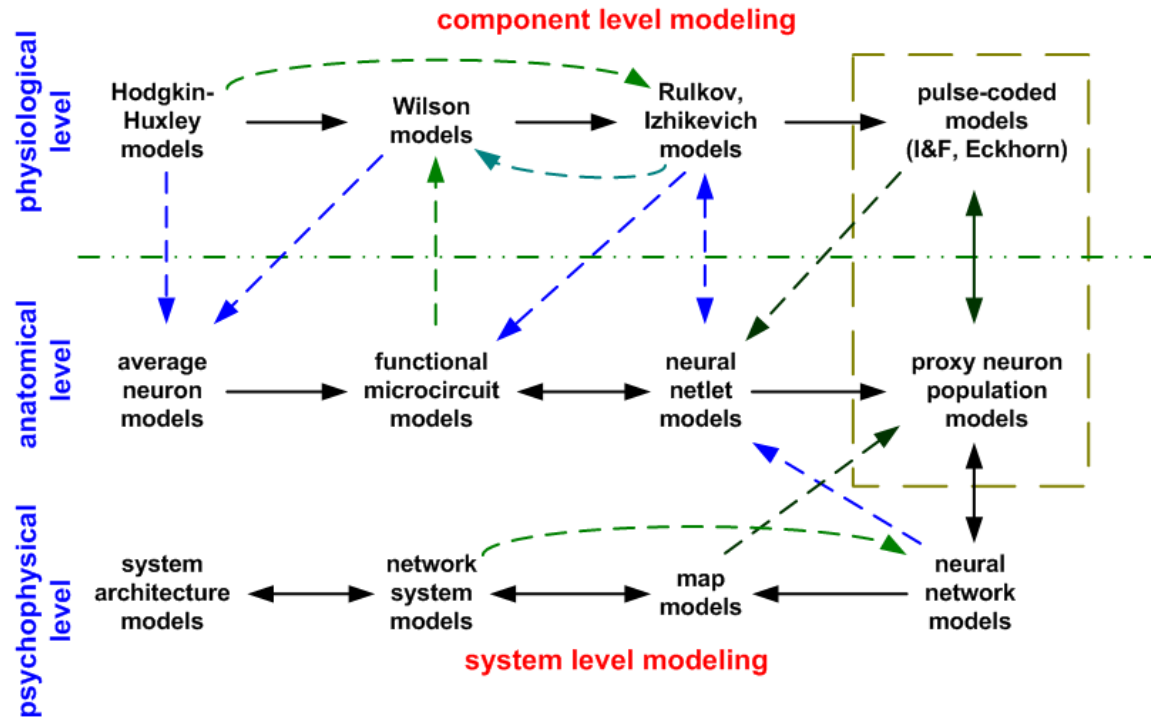 component level modeling
physiological
level
Hodgkin-
Huxley
models
Wilson
models
Rulkov,
Izhikevich
models
pulse-coded
models
(I&F, Eckhorn)
anatomical
level
average
neuron
models
functional
microcircuit
models
neural
netlet
models
proxy neuron
population
models
psychophysical
level
system
architecture
models
network
system
models
map
models
neural
network
models
system level modeling